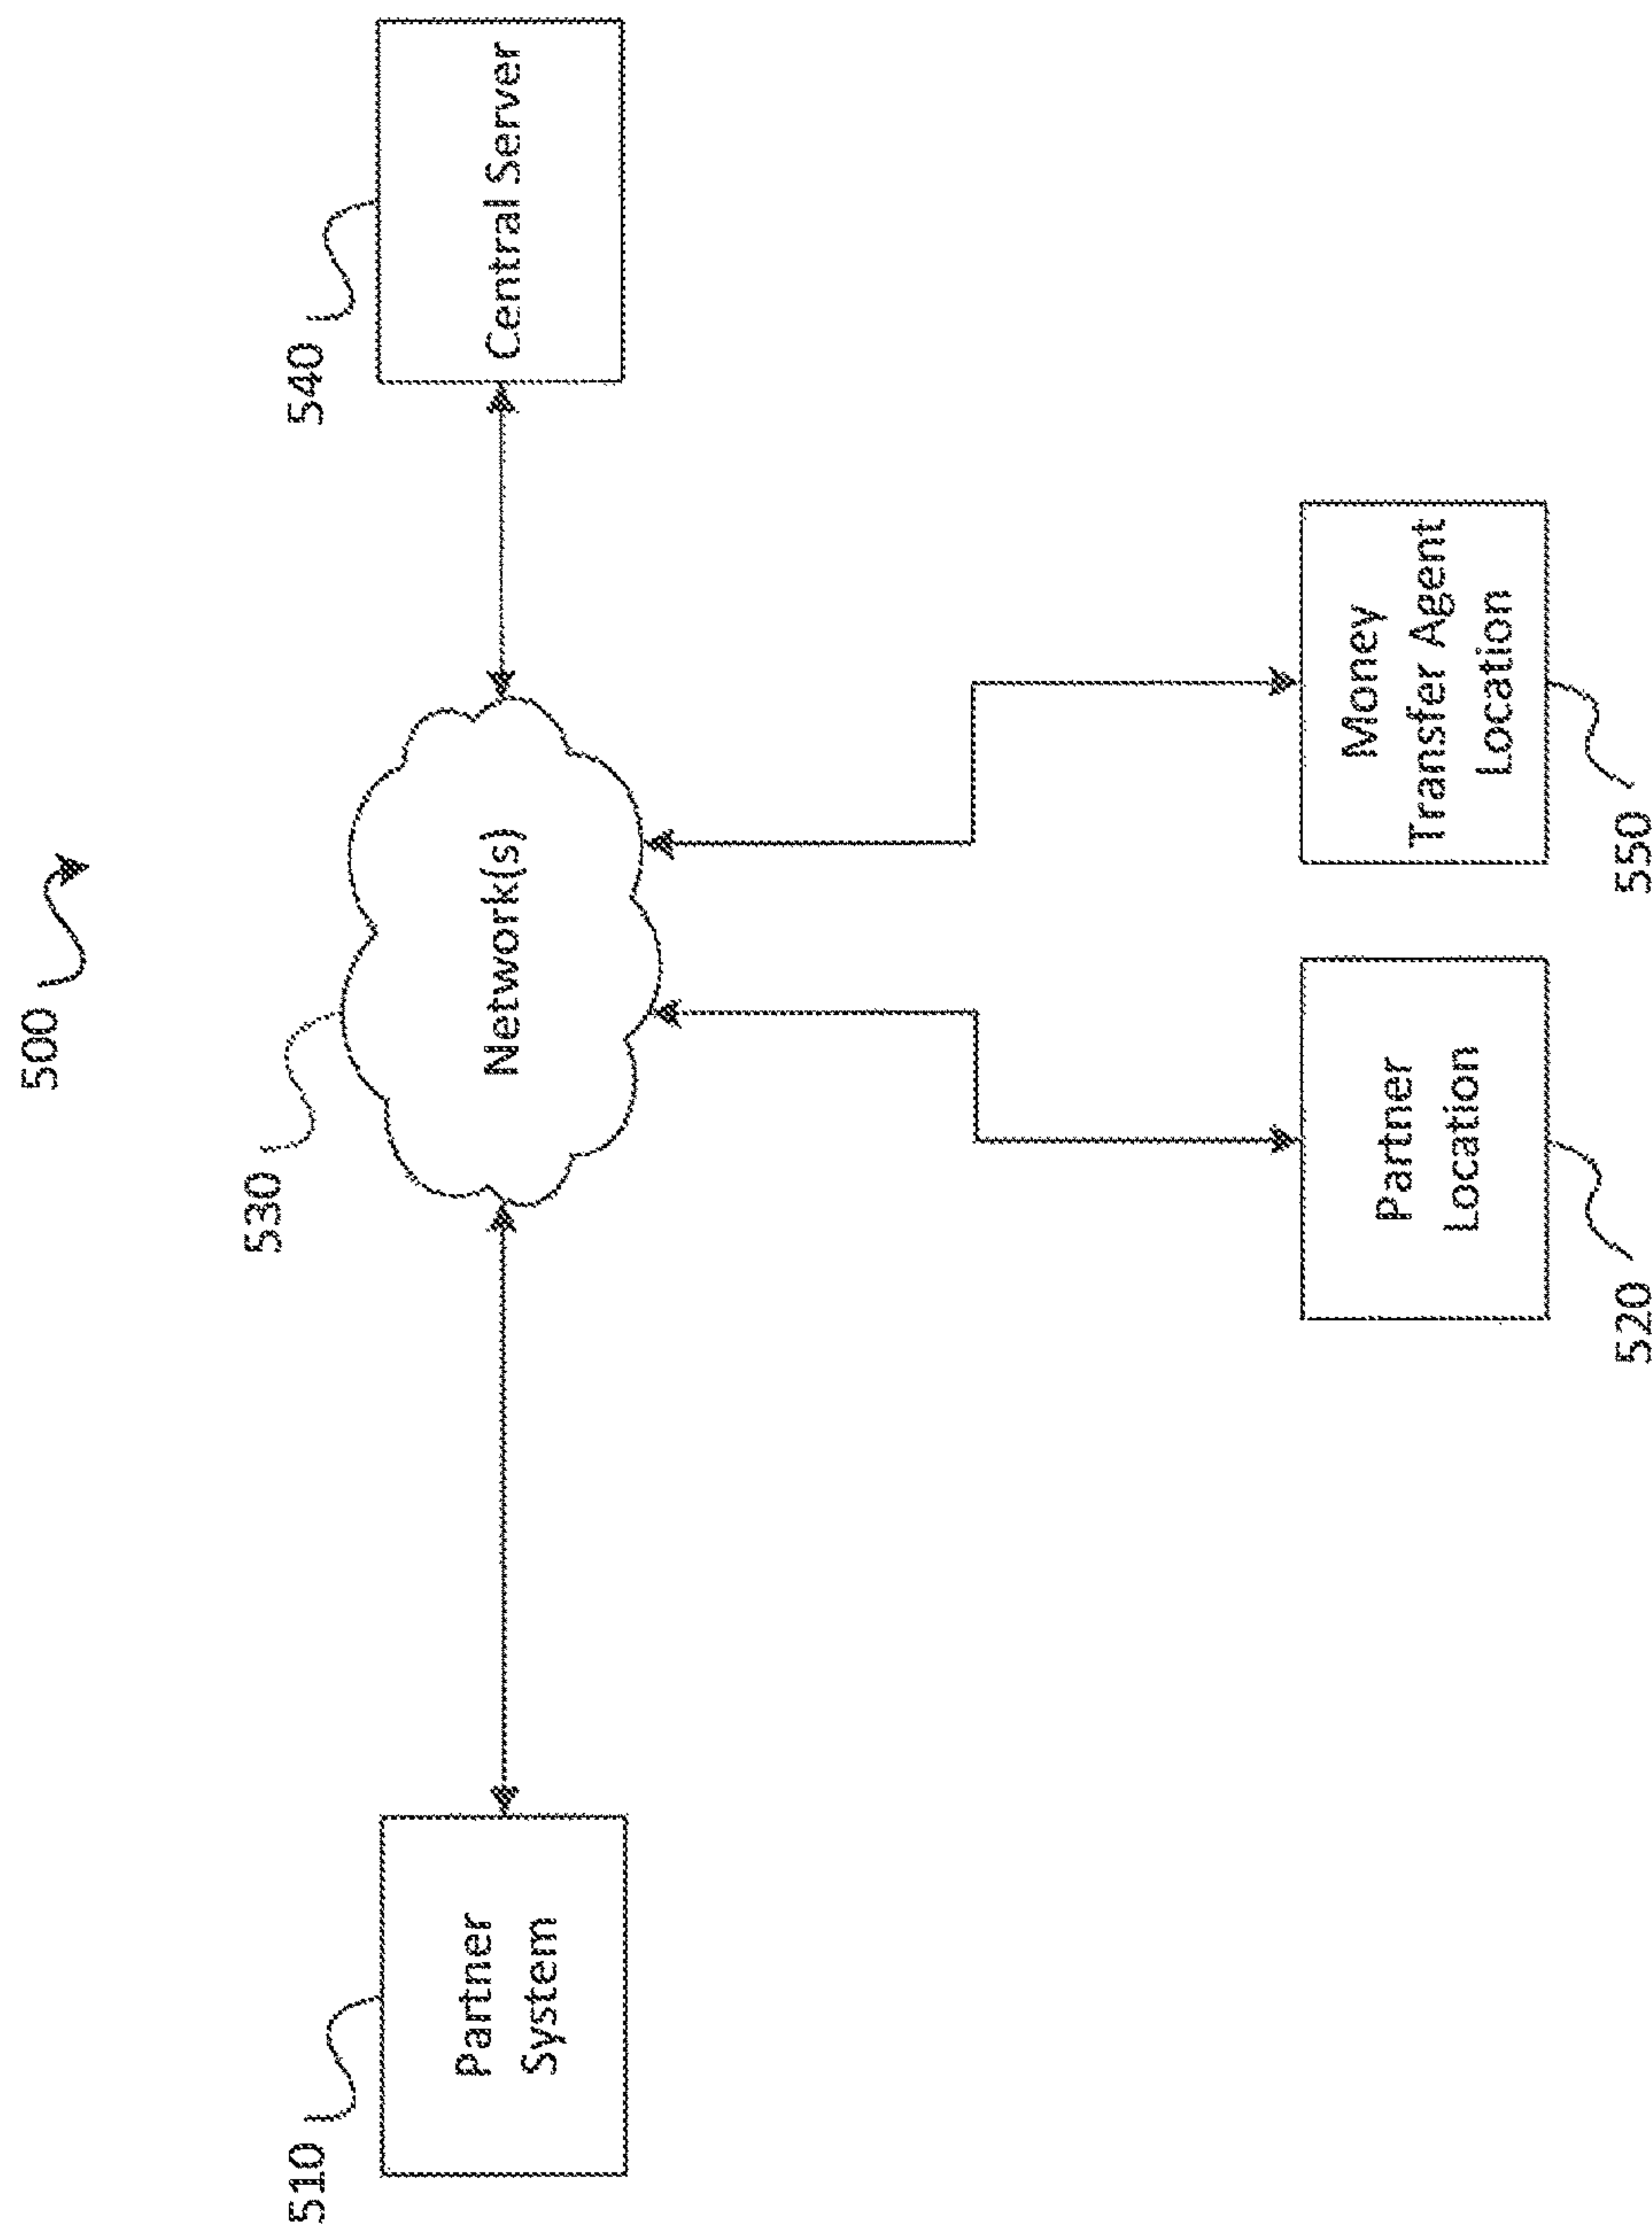 500
510
Partner
System
530
Network(s)
540
Central Server
520
Partner
Location
550
Money
Transfer Agent
Location